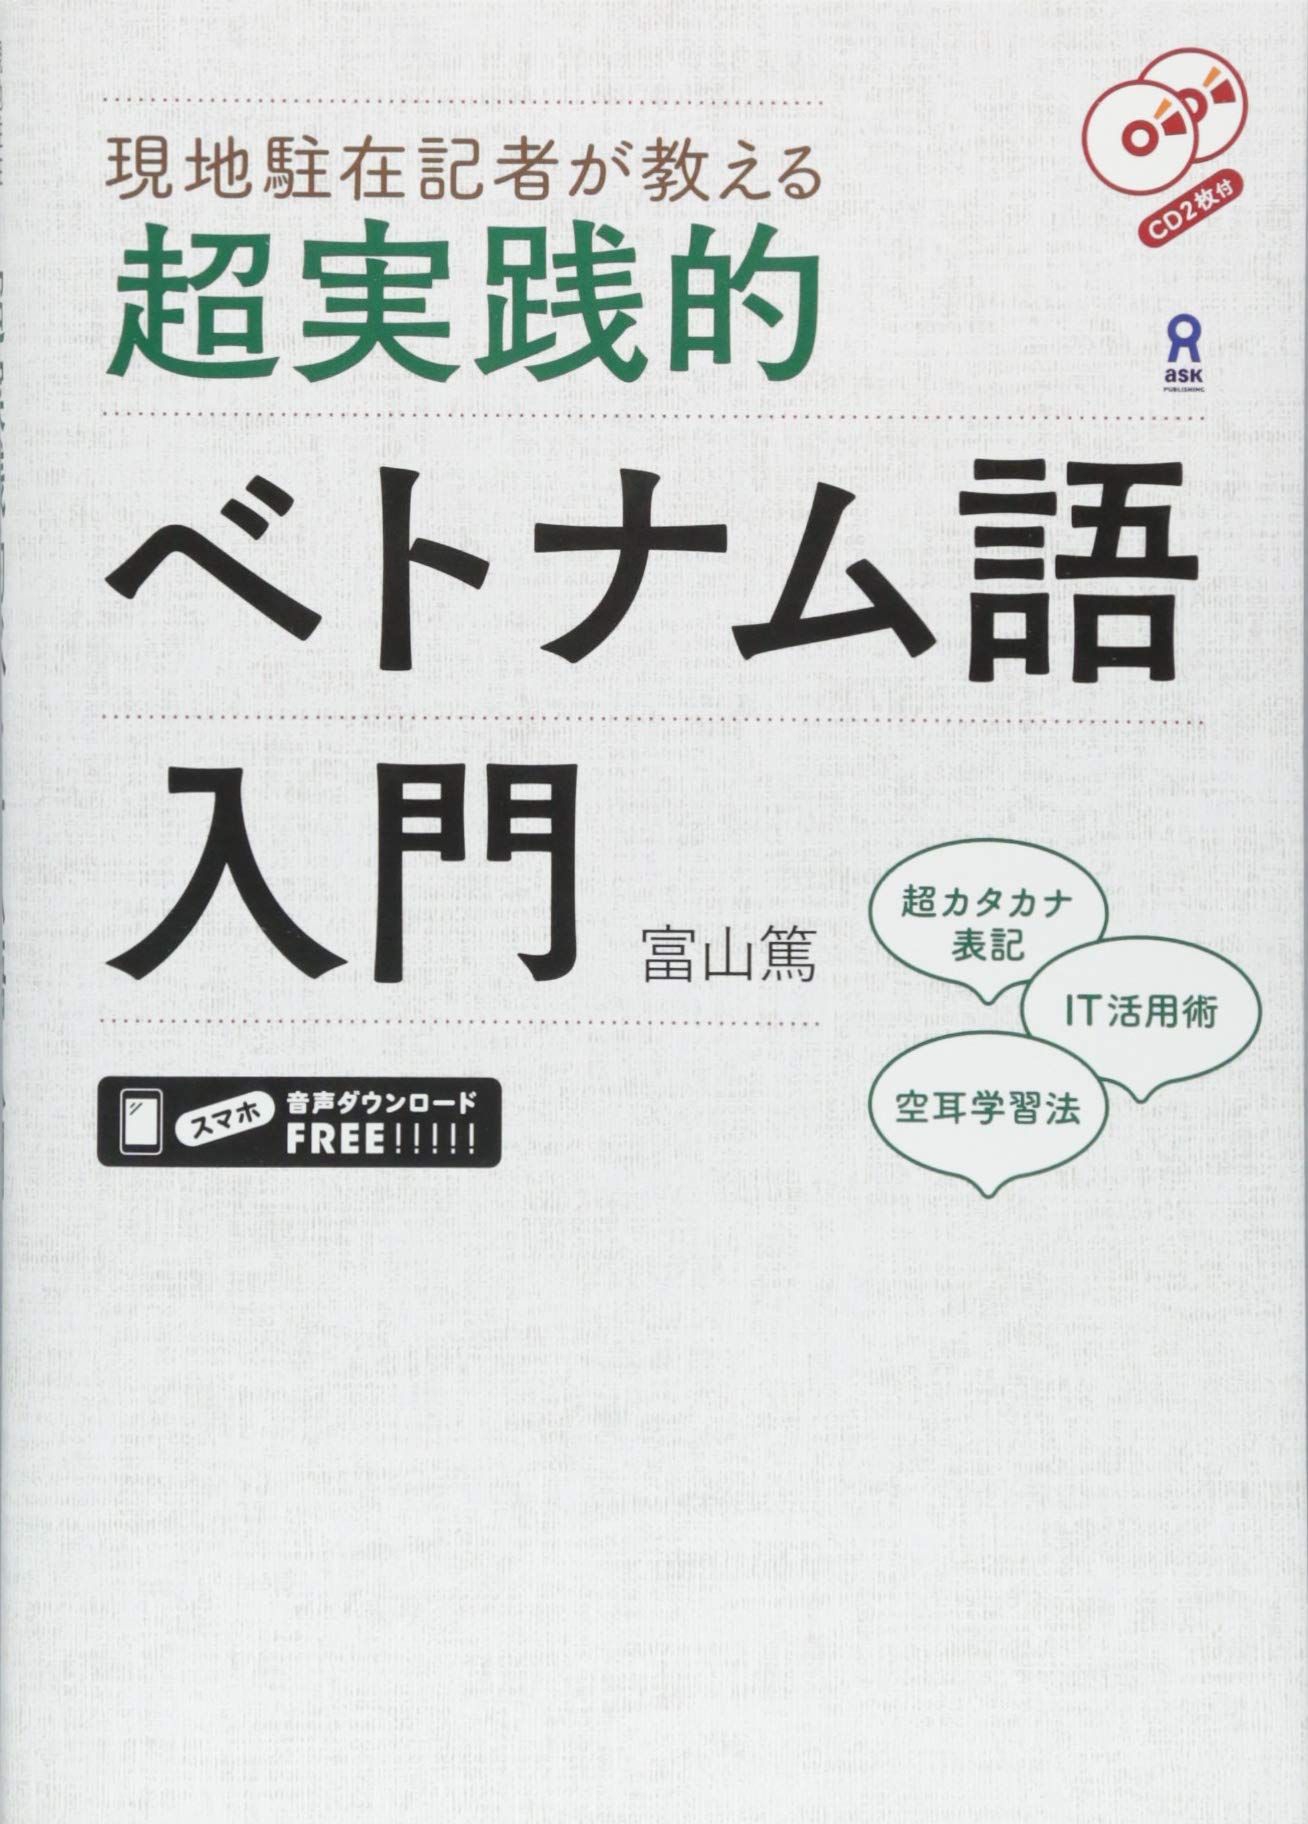 現地駐在記者が教える
超実践的
CD2枚付
ask
PUBLISHING
ベトナム語
入門
富山篤
超カタカナ
表記
IT活用術
空耳学習法
スマホ
音声ダウンロード
FREE!!!!!